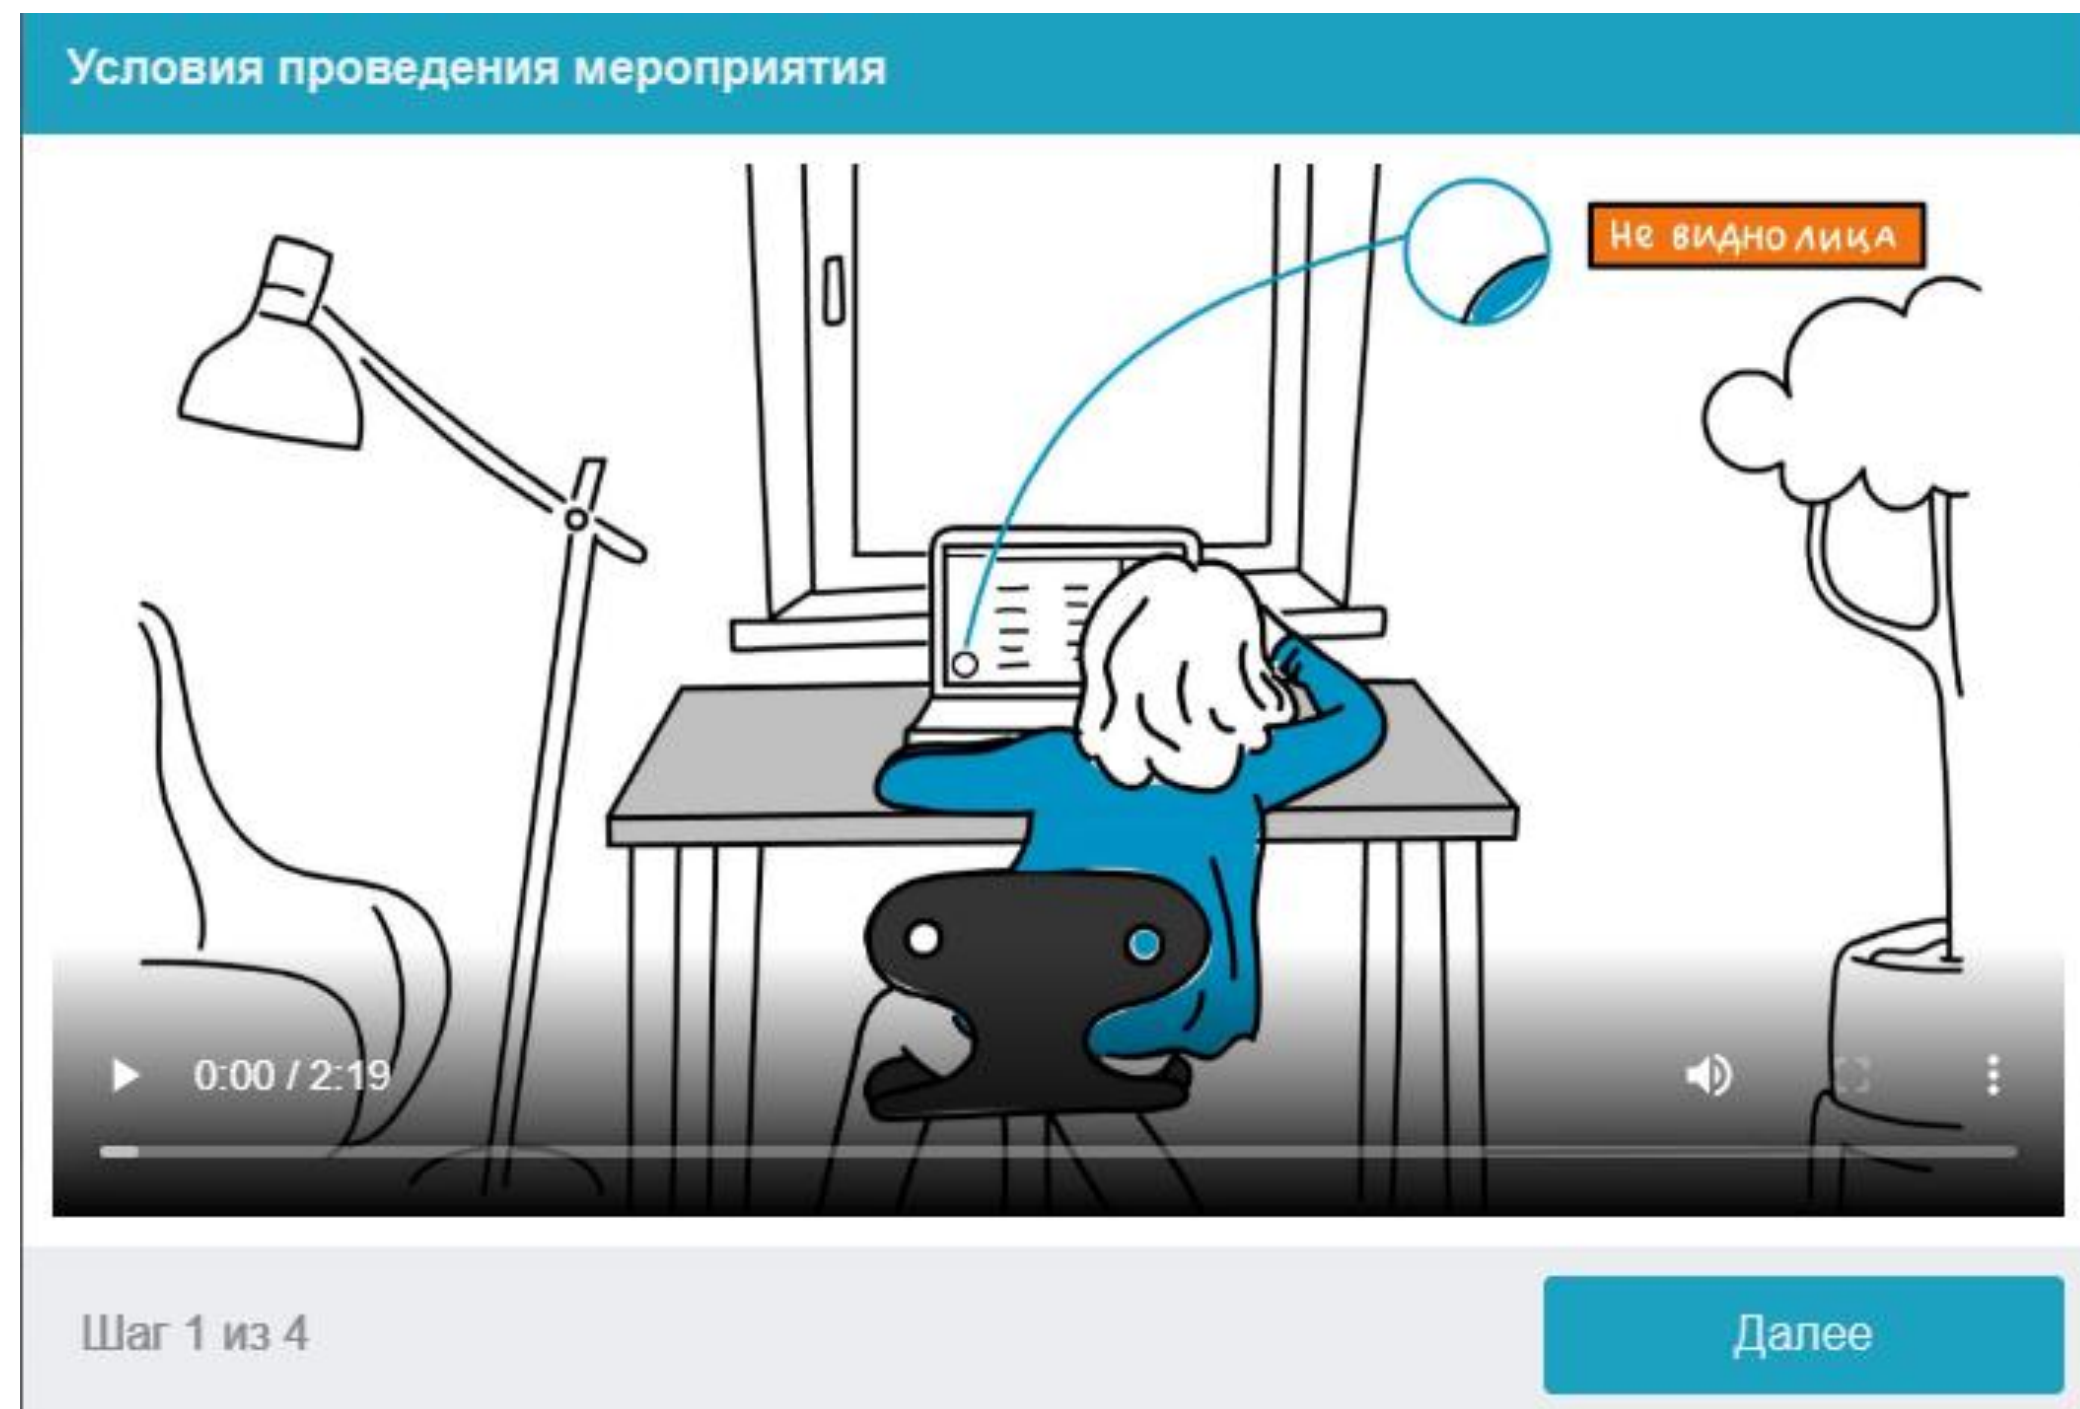 Условия проведения мероприятия
Не видно лица
0:00 / 2:19
Шаг 1 из 4
Далее